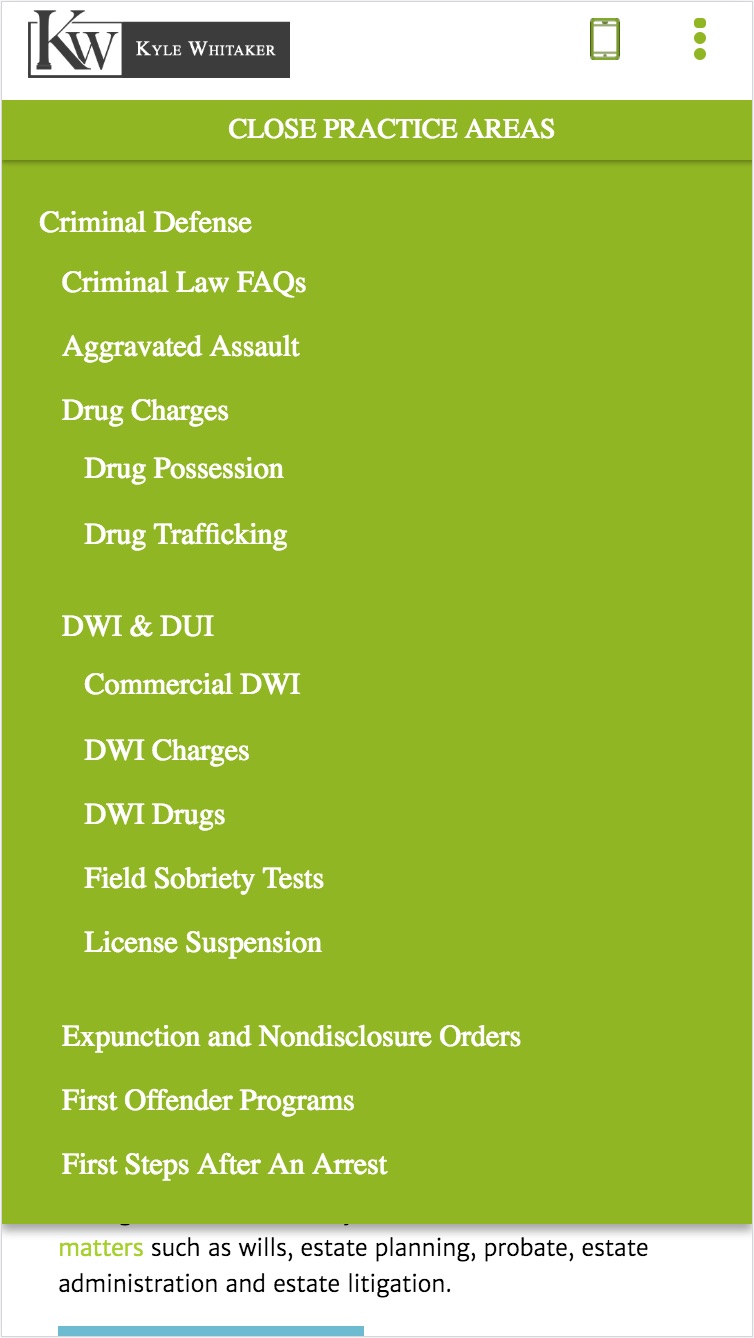 KW KYLE WHITAKER
CLOSE PRACTICE AREAS
Criminal Defense
Criminal Law FAQs
Aggravated Assault
Drug Charges
Drug Possession
Drug Trafficking
DWI & DUI
Commercial DWI
DWI Charges
DWI Drugs
Field Sobriety Tests
License Suspension
Expunction and Nondisclosure Orders
First Offender Programs
First Steps After An Arrest
matters such as wills, estate planning, probate, estate
administration and estate litigation.